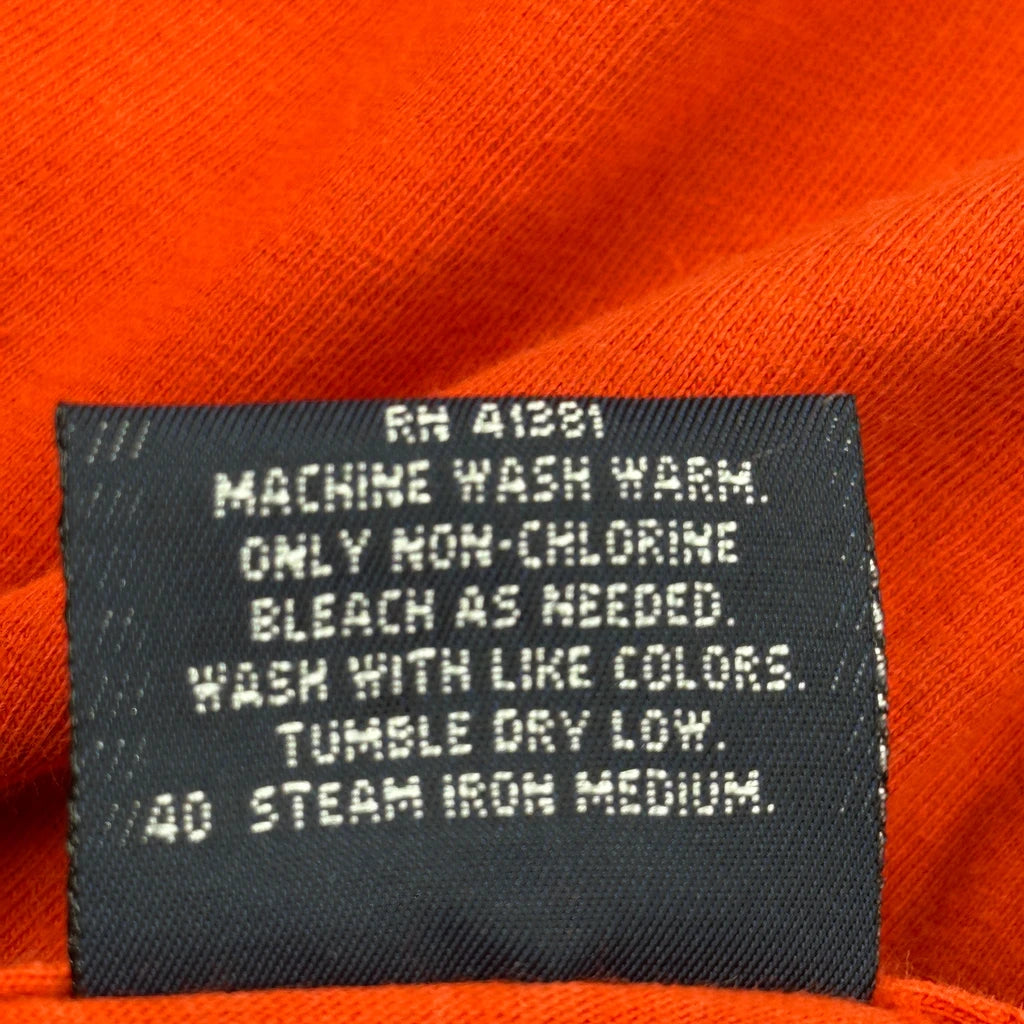 RN 41381
MACHINE WASH WARM.
ONLY NON-CHLORINE
BLEACH AS NEEDED.
WASH WITH LIKE COLORS.
TUMBLE DRY LOW.
40 STEAM IRON MEDIUM.